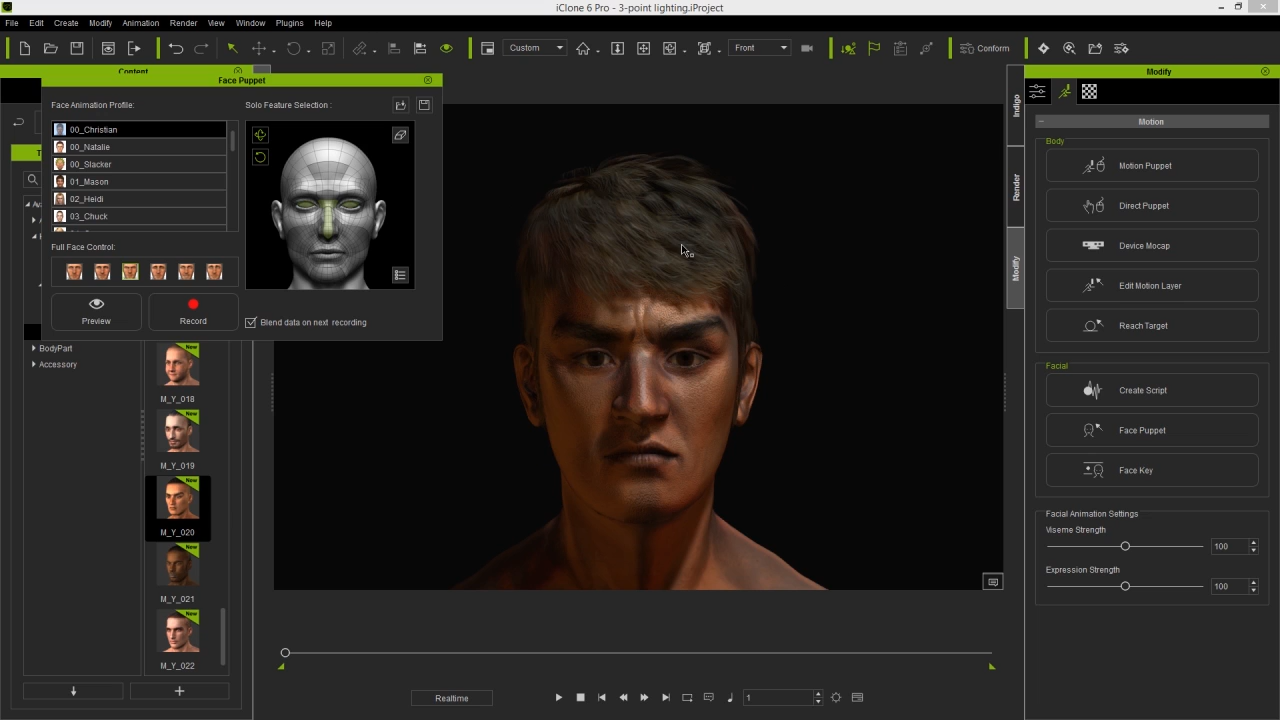 iClone 6 Pro - 3-point lighting.iProject
File Edit Create Modify Animation Render View Window Plugins Help
Custom
Front
Conform
Content
Face Puppet
Face Animation Profile:
00_Christian
00_Natalie
00_Slacker
01_Mason
02_Heidi
03_Chuck
Full Face Control:
Preview
Record
Solo Feature Selection :
Blend data on next recording
BodyPart
Accessory
New
M_Y_018
New
M_Y_019
New
M_Y_020
New
M_Y_021
New
M_Y_022
Realtime
1
Indigo
Render
Modify
Modify
Motion
Body
Motion Puppet
Direct Puppet
Device Mocap
Edit Motion Layer
Reach Target
Facial
Create Script
Face Puppet
Face Key
Facial Animation Settings
Viseme Strength
100
Expression Strength
100